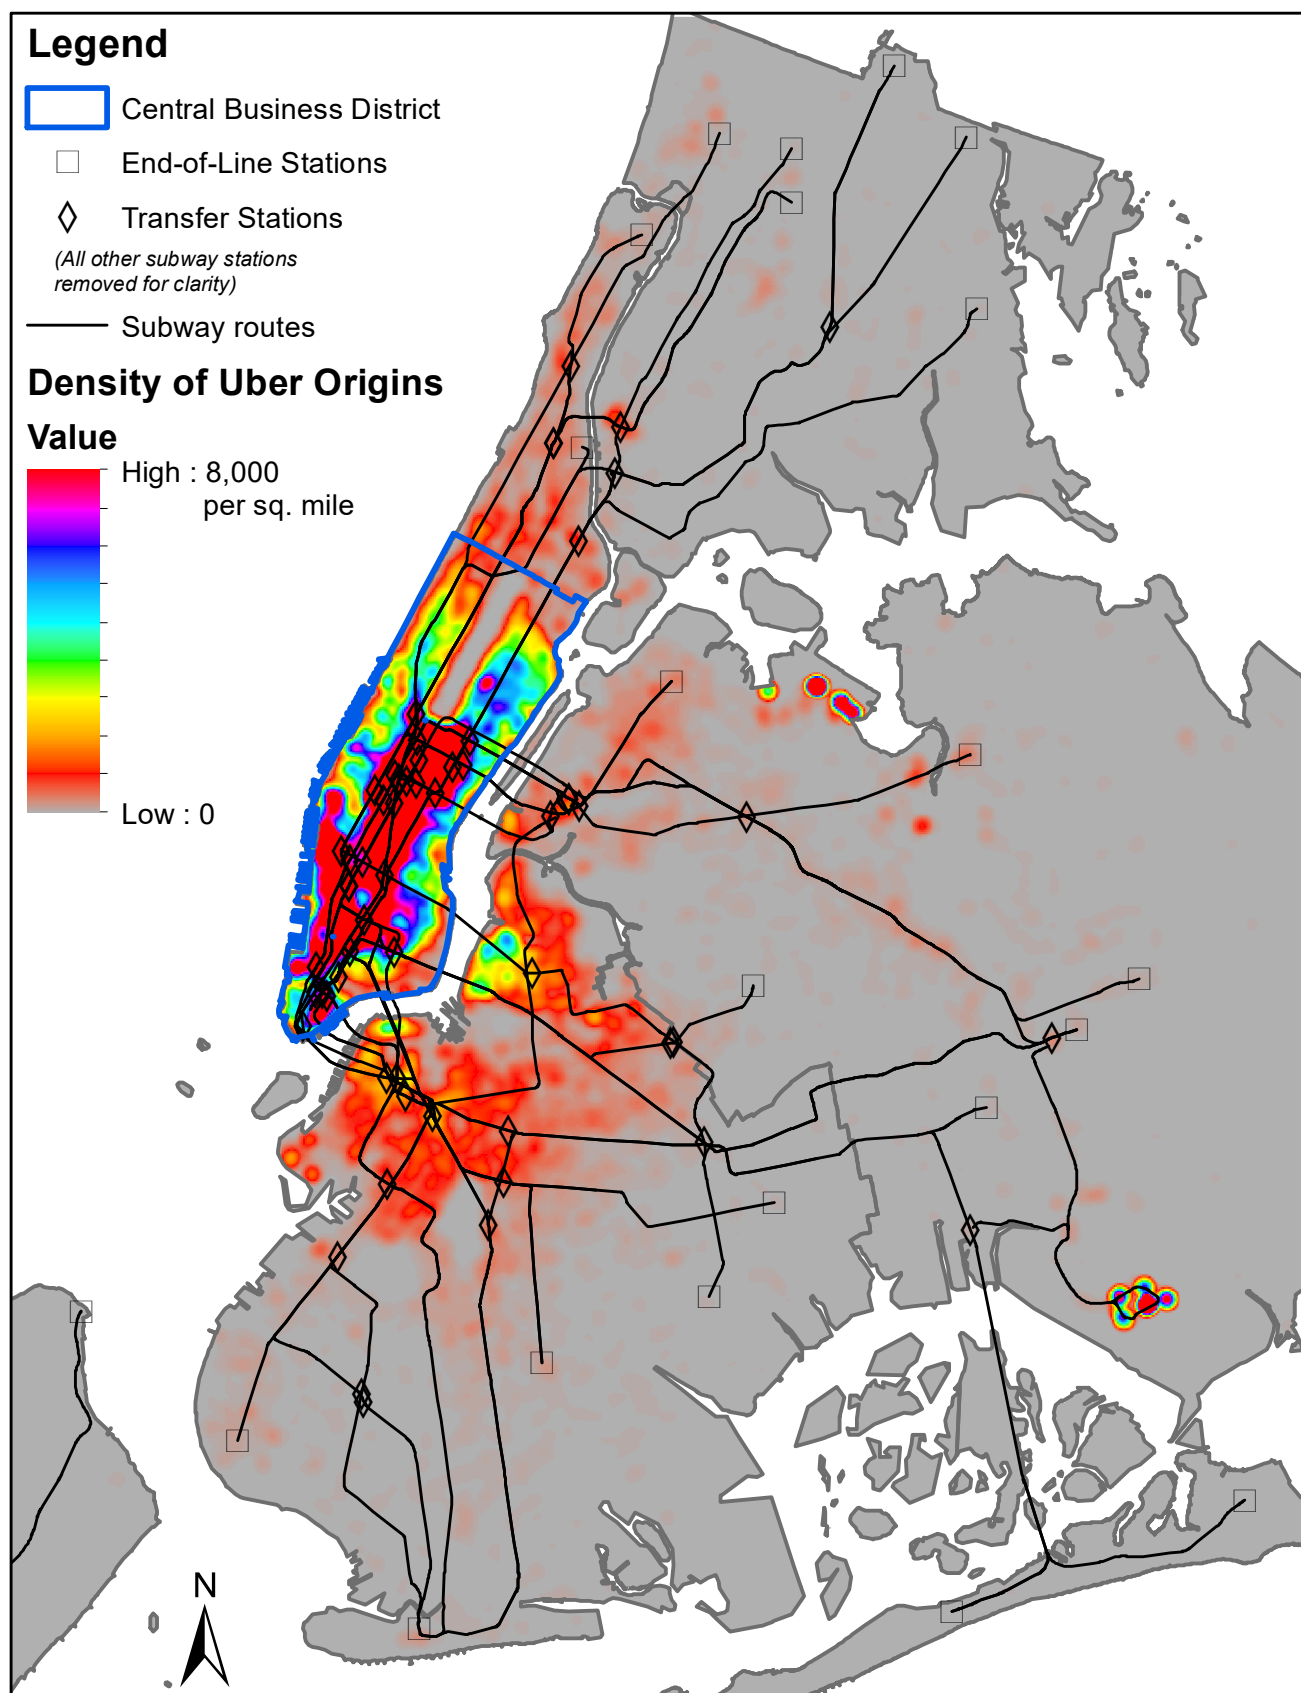 Legend
Central Business District
End-of-Line Stations
Transfer Stations
(All other subway stations
removed for clarity)
Subway routes
Density of Uber Origins
Value
High : 8,000
per sq. mile
Low : 0
N